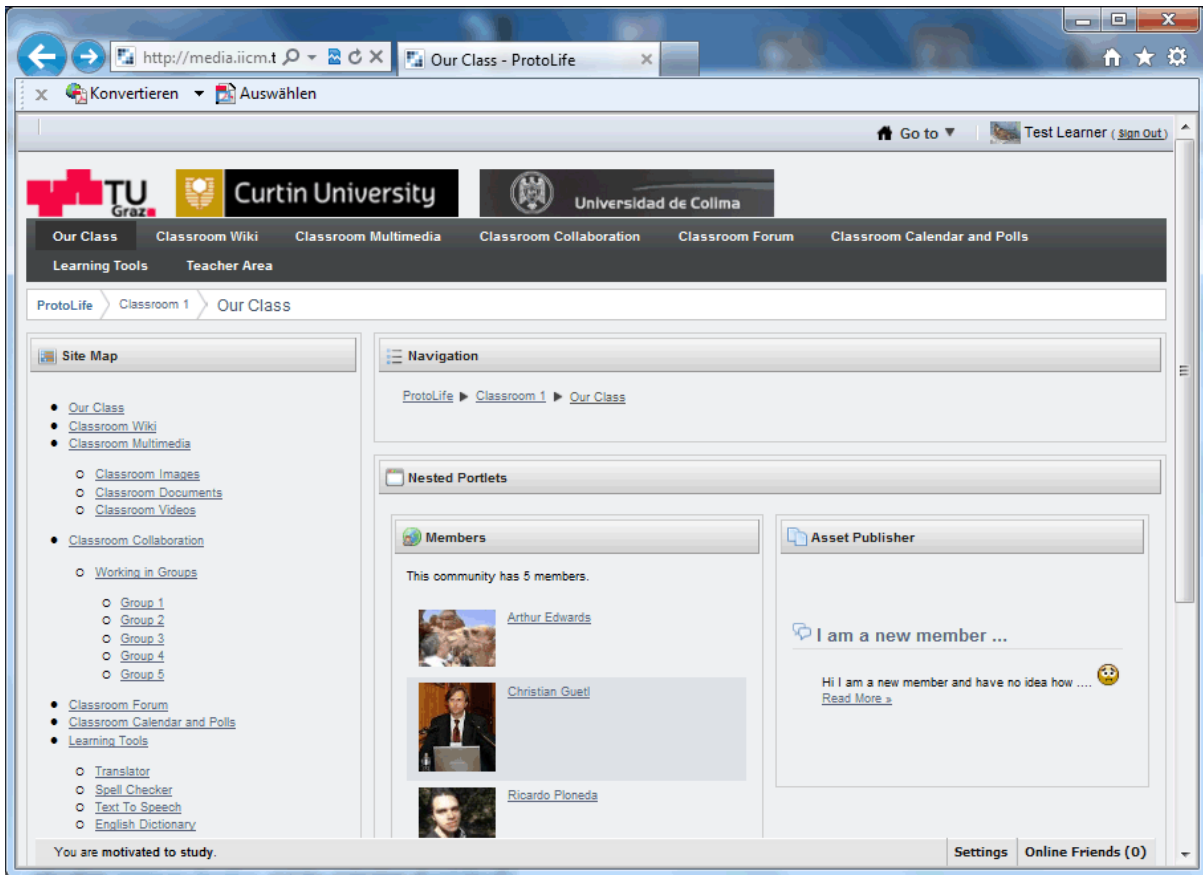 http://media.iicm.t
Our Class - ProtoLife
Konvertieren
Auswählen
Go to
Test Learner ( Sign Out )
TU
Graz
Curtin University
Universidad de Colima
Our Class
Classroom Wiki
Classroom Multimedia
Classroom Collaboration
Classroom Forum
Classroom Calendar and Polls
Learning Tools
Teacher Area
ProtoLife
Classroom 1
Our Class
Site Map
Our Class
Classroom Wiki
Classroom Multimedia
Classroom Images
Classroom Documents
Classroom Videos
Classroom Collaboration
Working in Groups
Group 1
Group 2
Group 3
Group 4
Group 5
Classroom Forum
Classroom Calendar and Polls
Learning Tools
Translator
Spell Checker
Text To Speech
English Dictionary
Navigation
ProtoLife ▶ Classroom 1 ▶ Our Class
Nested Portlets
Members
This community has 5 members.
Arthur Edwards
Christian Guetl
Ricardo Ploneda
Asset Publisher
I am a new member ...
Hi I am a new member and have no idea how ....
Read More »
You are motivated to study.
Settings
Online Friends (0)